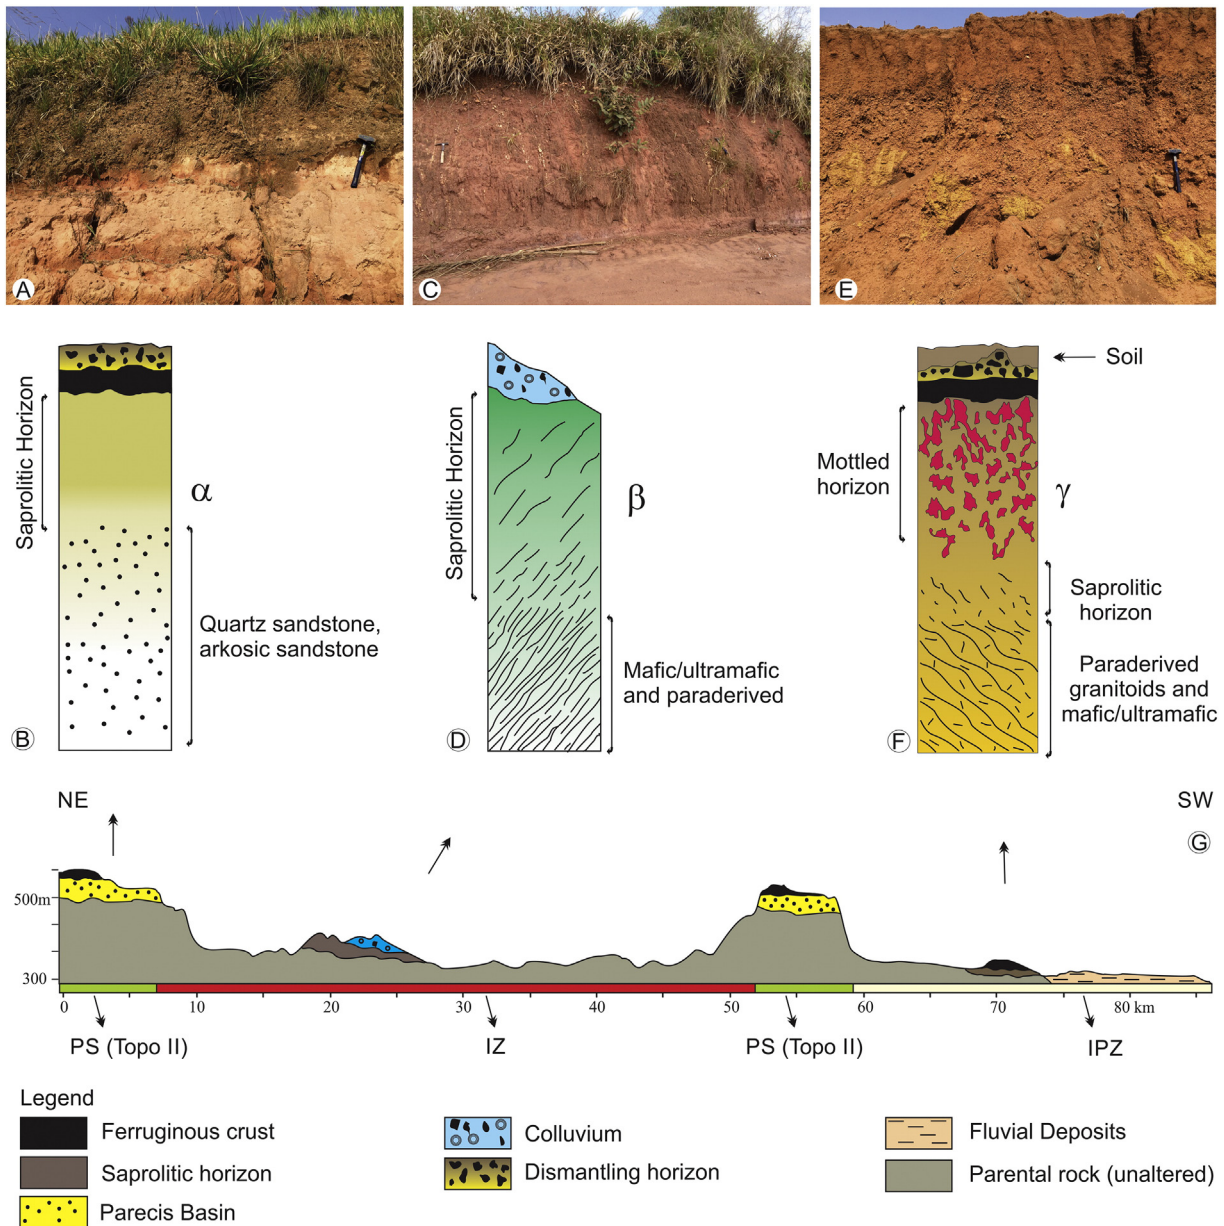 A
C
E
Saprolitic Horizon
α
Quartz sandstone,
arkosic sandstone
B
Saprolitic Horizon
β
Mafic/ultramafic
and paraderived
D
Soil
Mottled
horizon
γ
Saprolitic
horizon
Paraderived
granitoids and
mafic/ultramafic
F
NE
SW
G
500m
300
0 10 20 30 40 50 60 70 80 km
PS (Topo II)
IZ
PS (Topo II)
IPZ
Legend
Ferruginous crust
Saprolitic horizon
Parecis Basin
Colluvium
Dismantling horizon
Fluvial Deposits
Parental rock (unaltered)